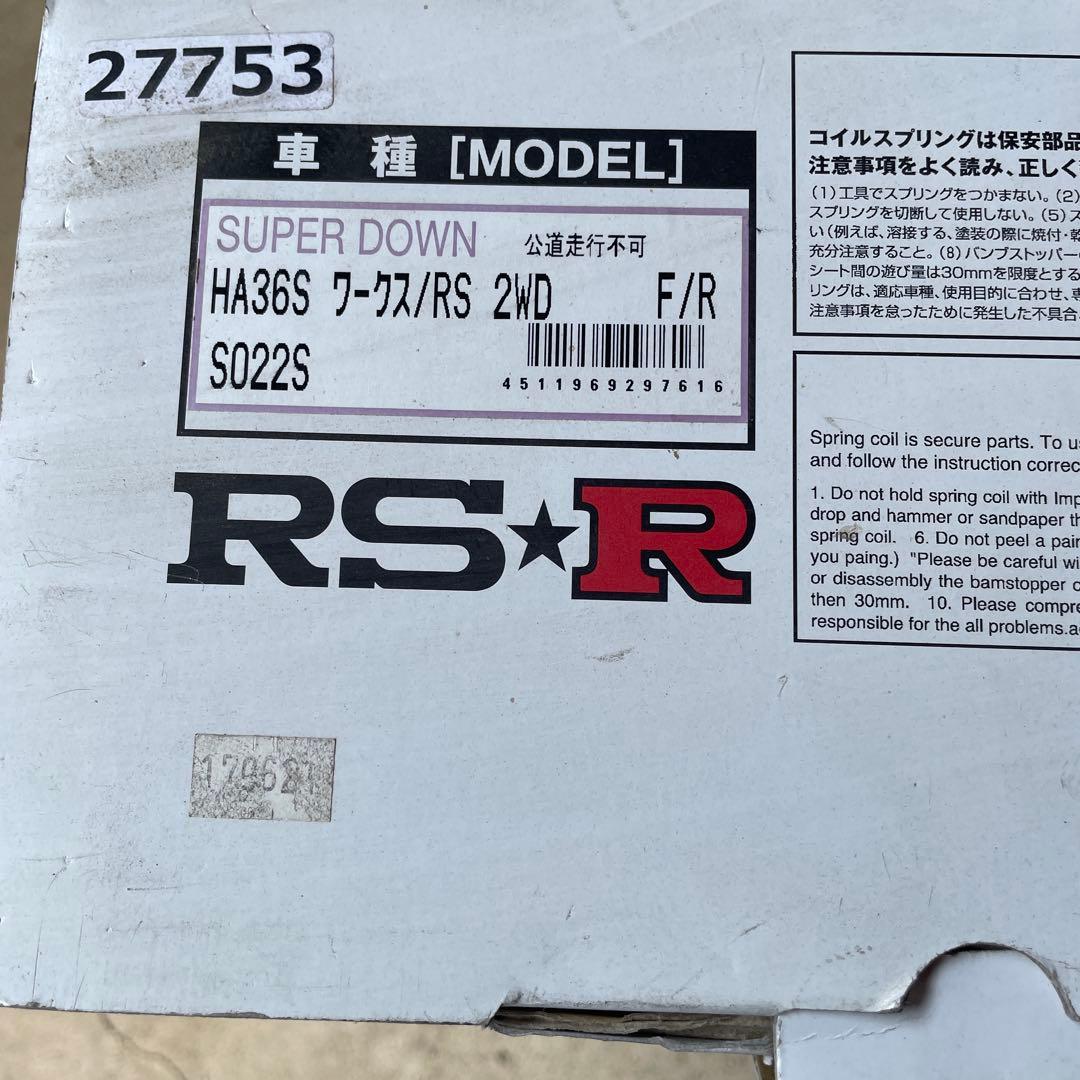 27753
車 種 [MODEL]
SUPER DOWN 公道走行不可
HA36S ワークス/RS 2WD F/R
S022S
4511969297616
RS★R
コイルスプリングは保安部品
注意事項をよく読み、正しく
(1)工具でスプリングをつかまない。(2)
スプリングを切断して使用しない。(5)ス
い(例えば、溶接する、塗装の際に焼付・乾
充分注意すること。(8)バンプストッパー
シート間の遊び量は30mmを限度とする
リングは、適応車種、使用目的に合わせ、専
注意事項を怠ったために発生した不具合
Spring coil is secure parts. To us
and follow the instruction correc
1. Do not hold spring coil with Imp
drop and hammer or sandpaper th
spring coil. 6. Do not peel a pain
you paing.) "Please be careful wi
or disassembly the bamstopper o
then 30mm. 10. Please compre
responsible for the all problems.a